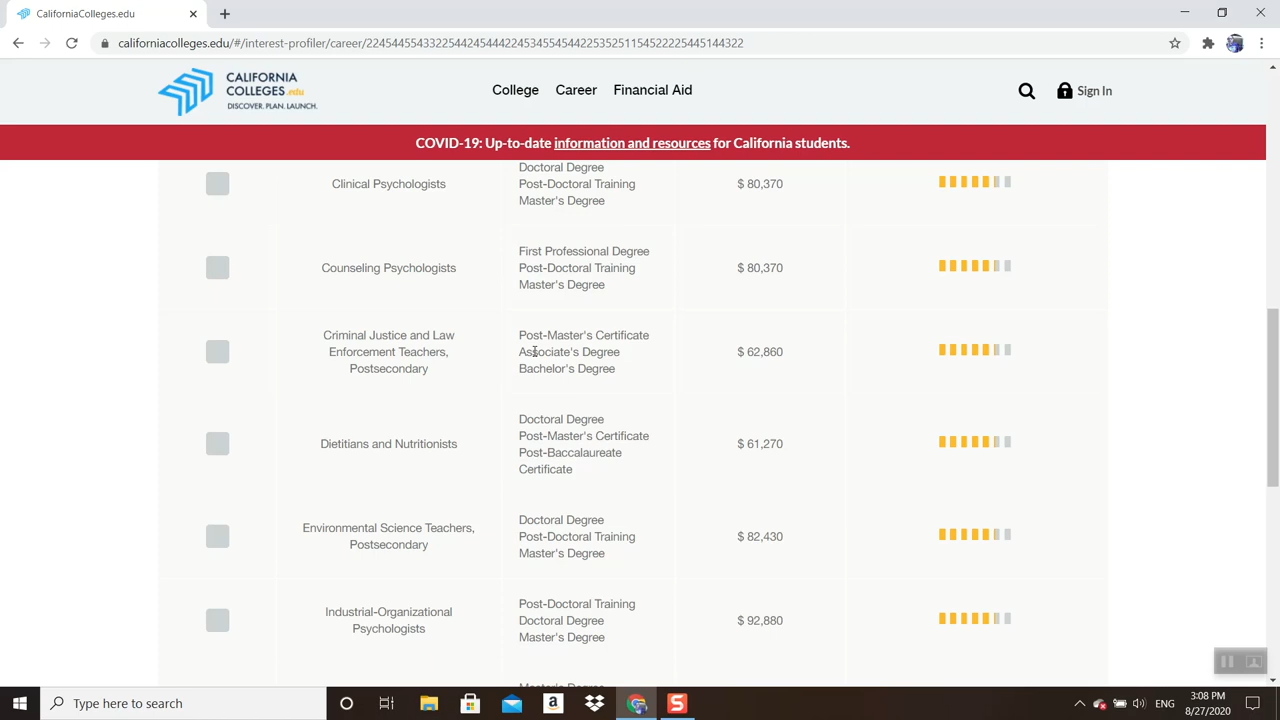 CaliforniaColleges.edu
californiacolleges.edu/#/interest-profiler/career/224544554332254424544422453455454422535251154522225445144322
CALIFORNIA
COLLEGES.edu
DISCOVER. PLAN. LAUNCH.
College Career Financial Aid
Sign In
COVID-19: Up-to-date information and resources for California students.
Clinical Psychologists
Doctoral Degree
Post-Doctoral Training
Master's Degree
$ 80,370
Counseling Psychologists
First Professional Degree
Post-Doctoral Training
Master's Degree
$ 80,370
Criminal Justice and Law
Enforcement Teachers,
Postsecondary
Post-Master's Certificate
Associate's Degree
Bachelor's Degree
$ 62,860
Dietitians and Nutritionists
Doctoral Degree
Post-Master's Certificate
Post-Baccalaureate
Certificate
$ 61,270
Environmental Science Teachers,
Postsecondary
Doctoral Degree
Post-Doctoral Training
Master's Degree
$ 82,430
Industrial-Organizational
Psychologists
Post-Doctoral Training
Doctoral Degree
Master's Degree
$ 92,880
Master's Degree
Type here to search
a
S
ENG
3:08 PM
8/27/2020